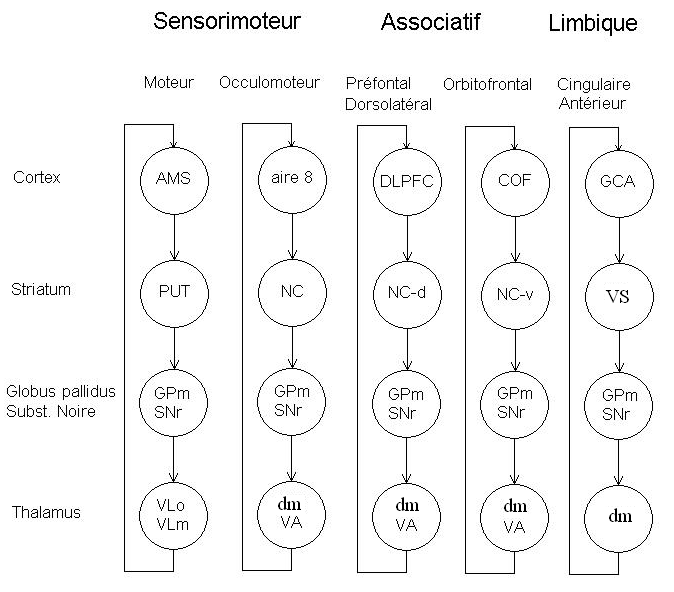 Sensorimoteur Associatif Limbique
Moteur Occulomoteur Préfontal Orbitofrontal Cingulaire
Dorsolatéral Antérieur
Cortex AMS aire 8 DLPFC COF GCA
Striatum PUT NC NC-d NC-v VS
Globus pallidus GPm GPm GPm GPm GPm
Subst. Noire SNr SNr SNr SNr SNr
Thalamus VLo dm dm dm dm
VLm VA VA VA